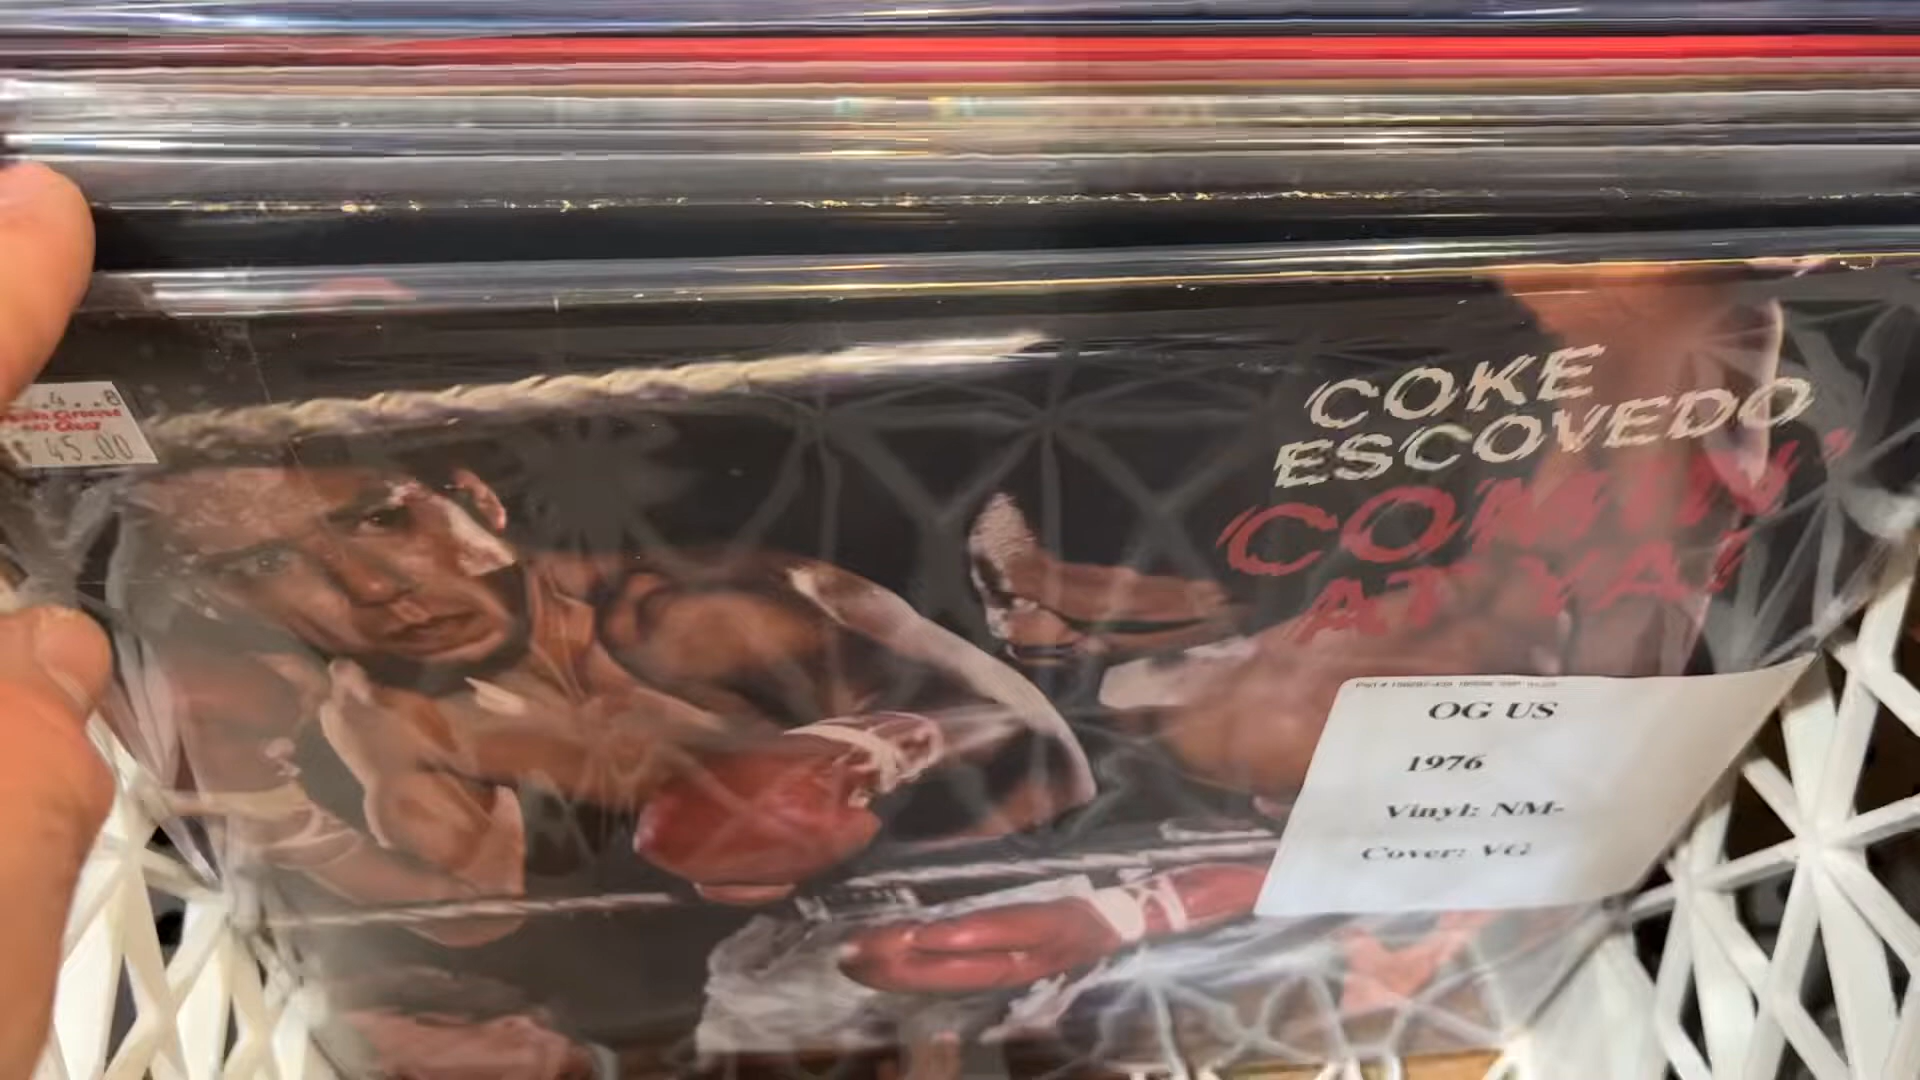 COKE
ESCOVEDO
COMIN'
AT YA!
$ 45.00
OG US
1976
Vinyl: NM-
Cover: VG